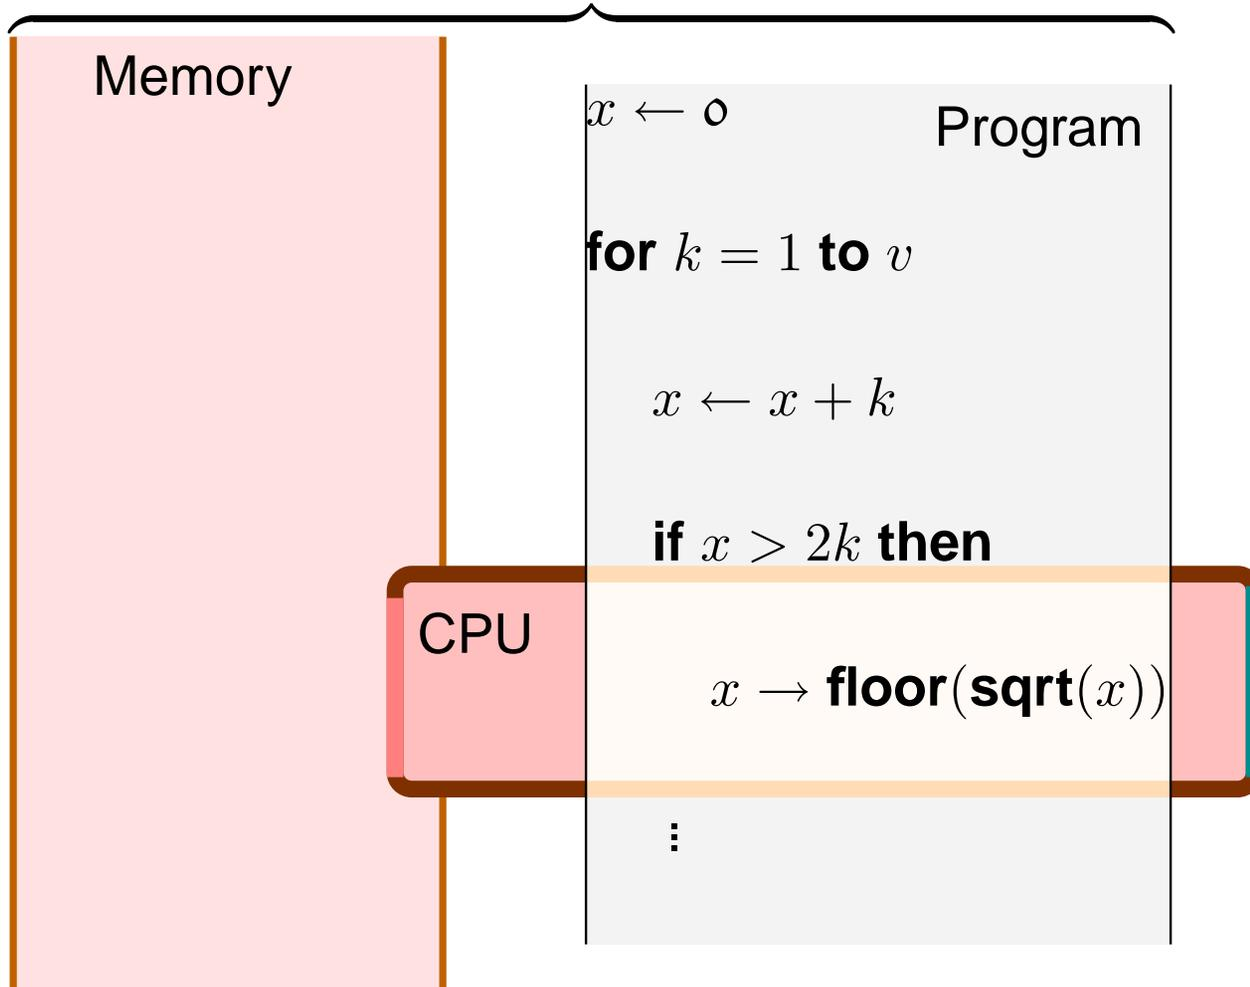 Memory
Program
x ← 0
for k = 1 to v
x ← x + k
if x > 2k then
CPU
x → floor(sqrt(x))
⋮